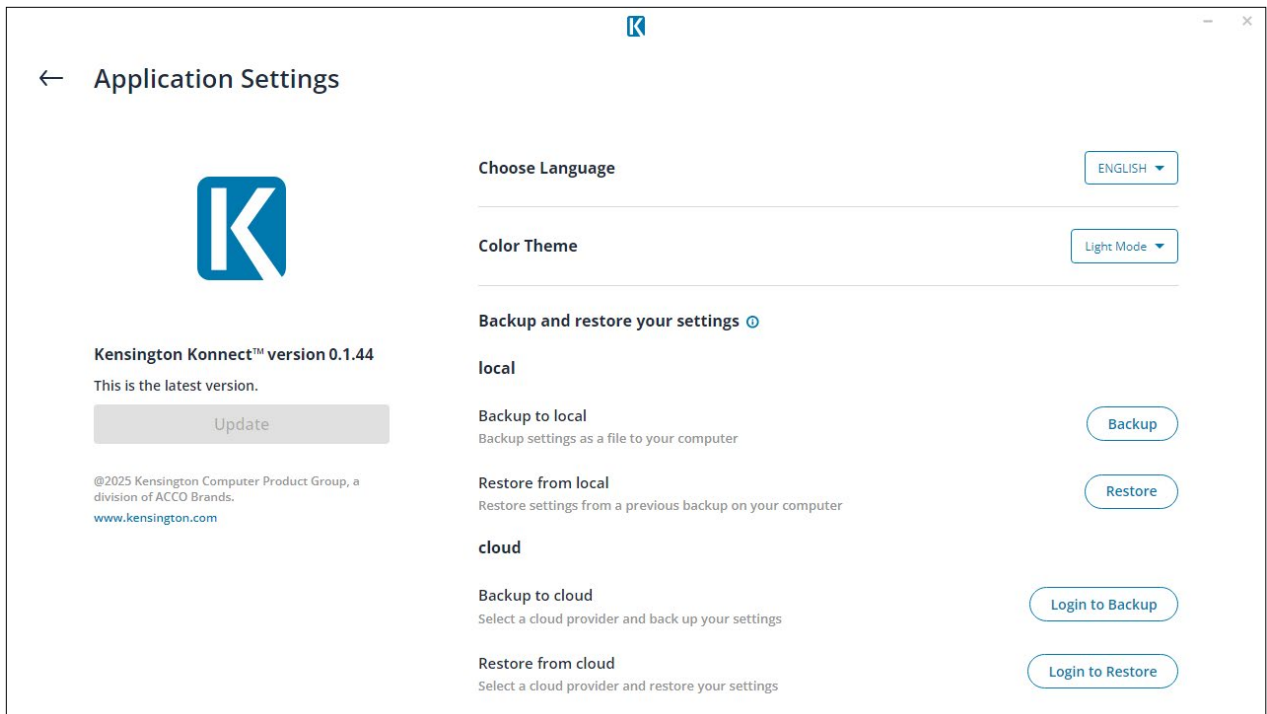 K
Application Settings
K
Kensington Konnect™ version 0.1.44
This is the latest version.
Update
@2025 Kensington Computer Product Group, a
division of ACCO Brands.
www.kensington.com
Choose Language
ENGLISH
Color Theme
Light Mode
Backup and restore your settings
local
Backup to local
Backup settings as a file to your computer
Backup
Restore from local
Restore settings from a previous backup on your computer
Restore
cloud
Backup to cloud
Select a cloud provider and back up your settings
Login to Backup
Restore from cloud
Select a cloud provider and restore your settings
Login to Restore